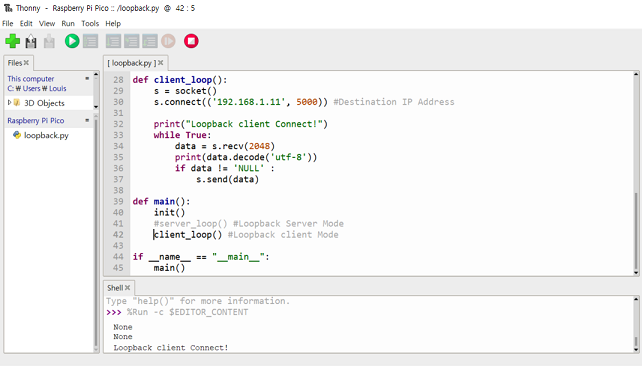 Thonny - Raspberry Pi Pico :: /loopback.py @ 42 : 5
File Edit View Run Tools Help
Files
This computer
C: ₩ Users ₩ Louis
3D Objects
Raspberry Pi Pico
loopback.py
[ loopback.py ]
28 def client_loop():
29 s = socket()
30 s.connect(('192.168.1.11', 5000)) #Destination IP Address
31
32 print("Loopback client Connect!")
33 while True:
34 data = s.recv(2048)
35 print(data.decode('utf-8'))
36 if data != 'NULL' :
37 s.send(data)
38
39 def main():
40 init()
41 #server_loop() #Loopback Server Mode
42 client_loop() #Loopback client Mode
43
44 if __name__ == "__main__":
45 main()
Shell
Type "help()" for more information.
>>> %Run -c $EDITOR_CONTENT
None
None
Loopback client Connect!